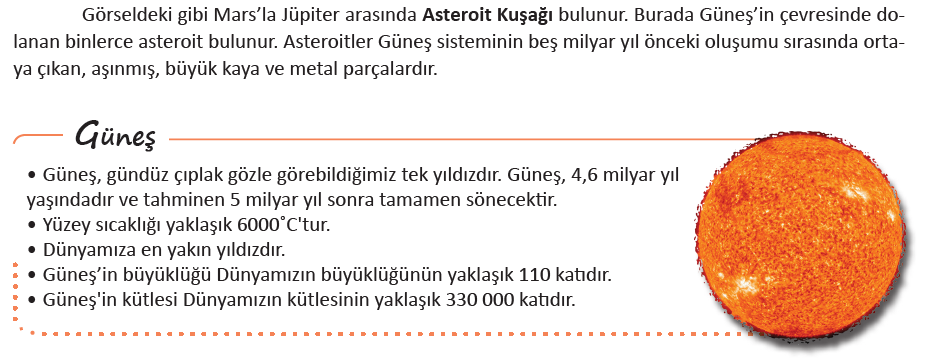 Görseldeki gibi Mars’la Jüpiter arasında Asteroit Kuşağı bulunur. Burada Güneş’in çevresinde do-
lanan binlerce asteroit bulunur. Asteroitler Güneş sisteminin beş milyar yıl önceki oluşumu sırasında orta-
ya çıkan, aşınmış, büyük kaya ve metal parçalardır.
Güneş
• Güneş, gündüz çıplak gözle görebildiğimiz tek yıldızdır. Güneş, 4,6 milyar yıl
yaşındadır ve tahminen 5 milyar yıl sonra tamamen sönecektir.
• Yüzey sıcaklığı yaklaşık 6000˚C'tur.
• Dünyamıza en yakın yıldızdır.
• Güneş’in büyüklüğü Dünyamızın büyüklüğünün yaklaşık 110 katıdır.
• Güneş'in kütlesi Dünyamızın kütlesinin yaklaşık 330 000 katıdır.